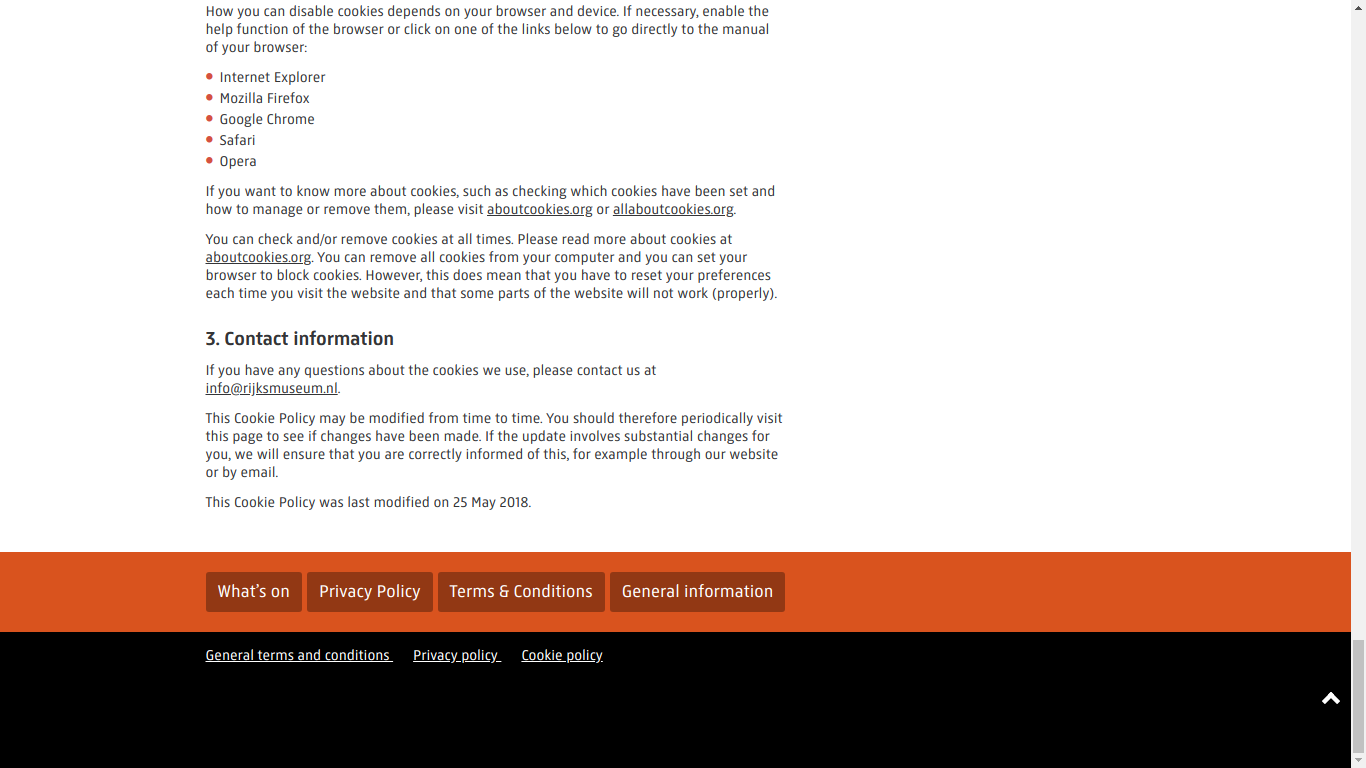 How you can disable cookies depends on your browser and device. If necessary, enable the
help function of the browser or click on one of the links below to go directly to the manual
of your browser:
Internet Explorer
Mozilla Firefox
Google Chrome
Safari
Opera
If you want to know more about cookies, such as checking which cookies have been set and
how to manage or remove them, please visit aboutcookies.org or allaboutcookies.org.
You can check and/or remove cookies at all times. Please read more about cookies at
aboutcookies.org. You can remove all cookies from your computer and you can set your
browser to block cookies. However, this does mean that you have to reset your preferences
each time you visit the website and that some parts of the website will not work (properly).
3. Contact information
If you have any questions about the cookies we use, please contact us at
info@rijksmuseum.nl.
This Cookie Policy may be modified from time to time. You should therefore periodically visit
this page to see if changes have been made. If the update involves substantial changes for
you, we will ensure that you are correctly informed of this, for example through our website
or by email.
This Cookie Policy was last modified on 25 May 2018.
What's on Privacy Policy Terms & Conditions General information
General terms and conditions Privacy policy Cookie policy